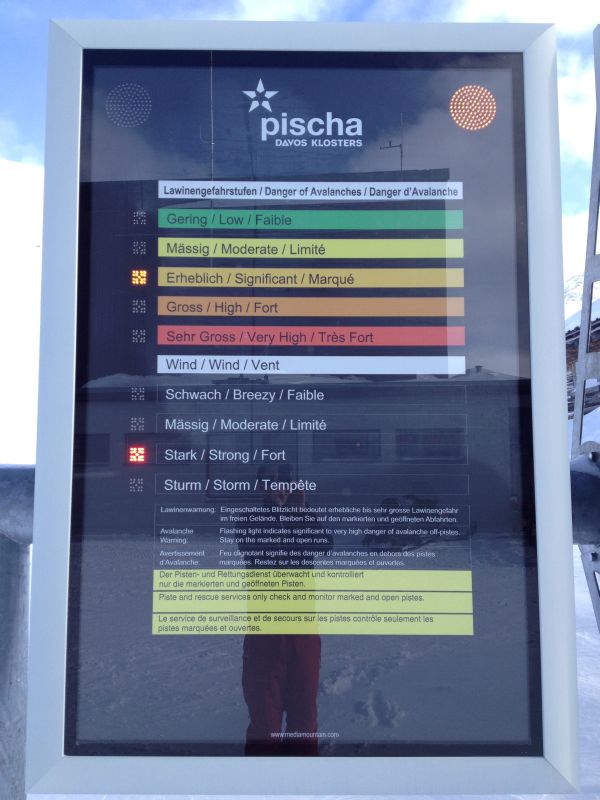 pischa
DAVOS KLOSTERS
Lawinengefahrstufen / Danger of Avalanches / Danger d'Avalanche
Gering / Low / Faible
Mässig / Moderate / Limité
Erheblich / Significant / Marqué
Gross / High / Fort
Sehr Gross / Very High / Très Fort
Wind / Wind / Vent
Schwach / Breezy / Faible
Mässig / Moderate / Limité
Stark / Strong / Fort
Sturm / Storm / Tempête
Lawinenwarnung: Eingeschaltetes Blitzlicht bedeutet erhebliche bis sehr grosse Lawinengefahr
im freien Gelände. Bleiben Sie auf den markierten und geöffneten Abfahrten.
Avalanche Flashing light indicates significant to very high danger of avalanche off-pistes.
Warning: Stay on the marked and open runs.
Avertissement Feu clignotant signifie des danger d'avalanches en dehors des pistes
d'Avalanche: marquées. Restez sur les descentes marquées et ouvertes.
Der Pisten- und Rettungsdienst überwacht und kontrolliert
nur die markierten und geöffneten Pisten.
Piste and rescue services only check and monitor marked and open pistes.
Le service de surveillance et de secours sur les pistes contrôle seulement les
pistes marquées et ouvertes.
www.mediamountain.com